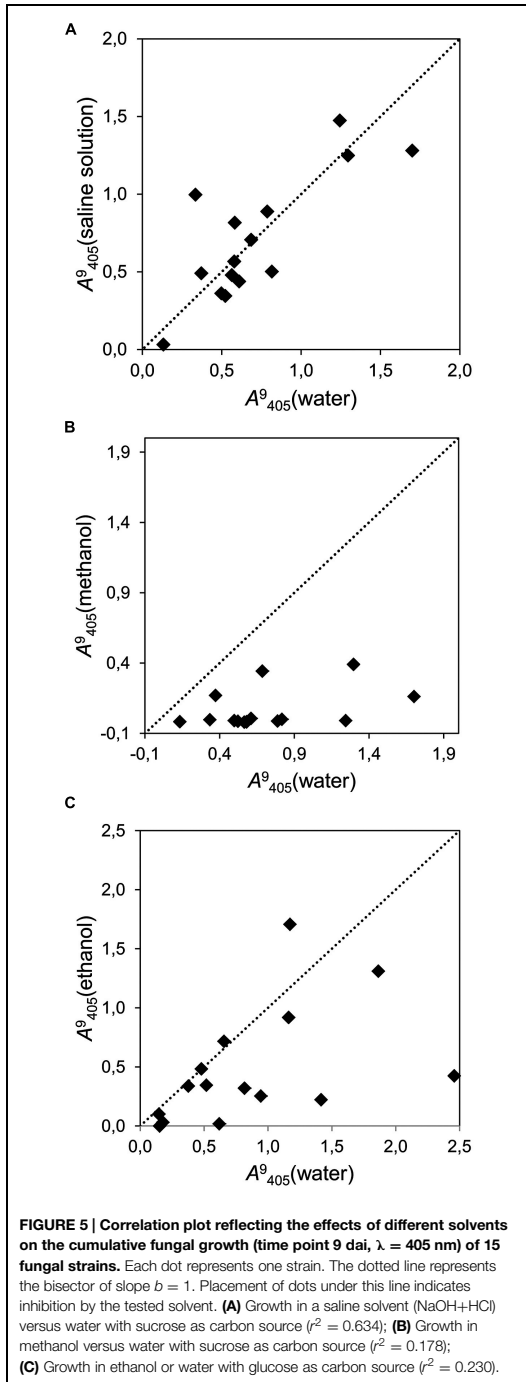 A
2,0
1,5
1,0
0,5
0,0
A⁹₄₀₅(saline solution)
0,0 0,5 1,0 1,5 2,0
A⁹₄₀₅(water)
B
1,9
1,4
0,9
0,4
-0,1
A⁹₄₀₅(methanol)
-0,1 0,4 0,9 1,4 1,9
A⁹₄₀₅(water)
C
2,5
2,0
1,5
1,0
0,5
0,0
A⁹₄₀₅(ethanol)
0,0 0,5 1,0 1,5 2,0 2,5
A⁹₄₀₅(water)
FIGURE 5 | Correlation plot reflecting the effects of different solvents
on the cumulative fungal growth (time point 9 dai, λ = 405 nm) of 15
fungal strains. Each dot represents one strain. The dotted line represents
the bisector of slope b = 1. Placement of dots under this line indicates
inhibition by the tested solvent. (A) Growth in a saline solvent (NaOH+HCl)
versus water with sucrose as carbon source (r² = 0.634); (B) Growth in
methanol versus water with sucrose as carbon source (r² = 0.178);
(C) Growth in ethanol or water with glucose as carbon source (r² = 0.230).